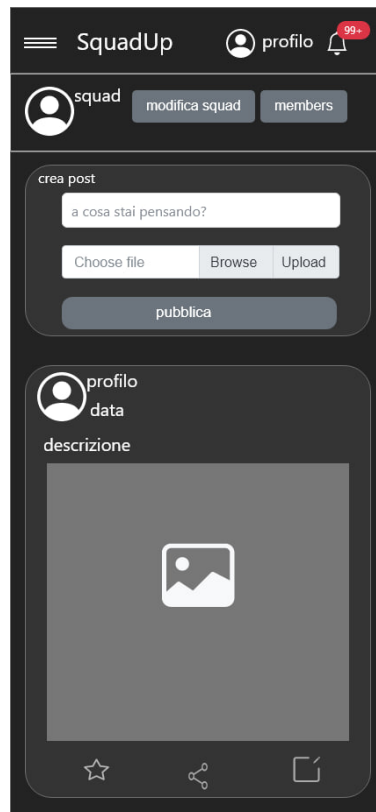 SquadUp profilo 99+
squad modifica squad members
crea post
a cosa stai pensando?
Choose file Browse Upload
pubblica
profilo
data
descrizione